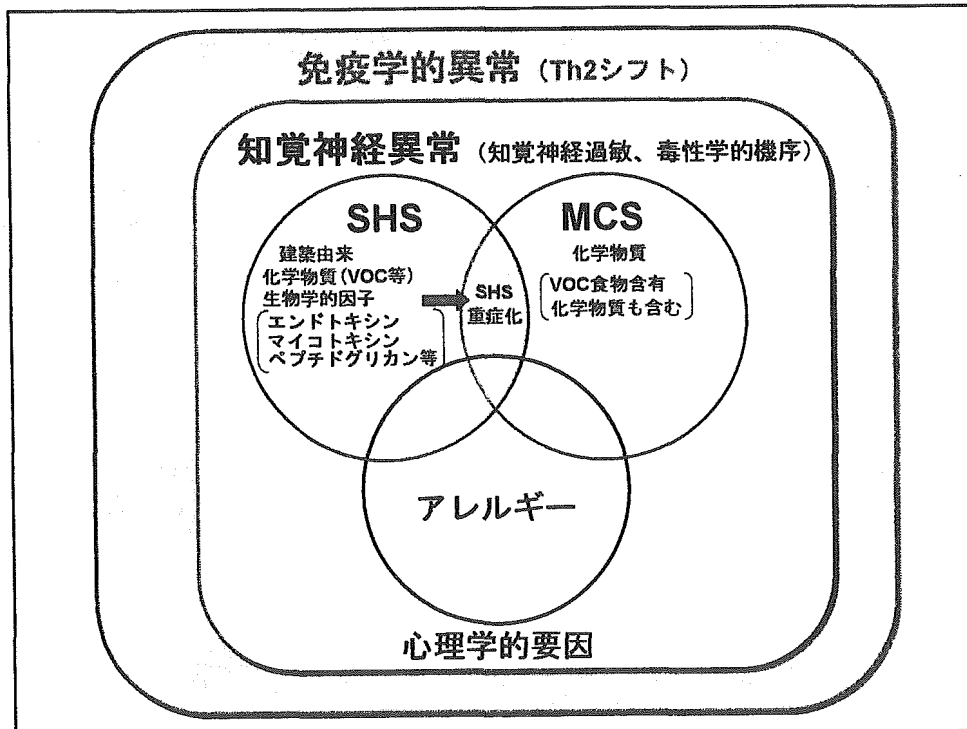 免疫学的異常（Th2シフト）
知覚神経異常（知覚神経過敏、毒性学的機序）
SHS
建築由来
化学物質（VOC等）
生物学的因子
エンドトキシン
マイコトキシン
ペプチドグリカン等
SHS
重症化
MCS
化学物質
VOC食物含有
化学物質も含む
アレルギー
心理学的要因